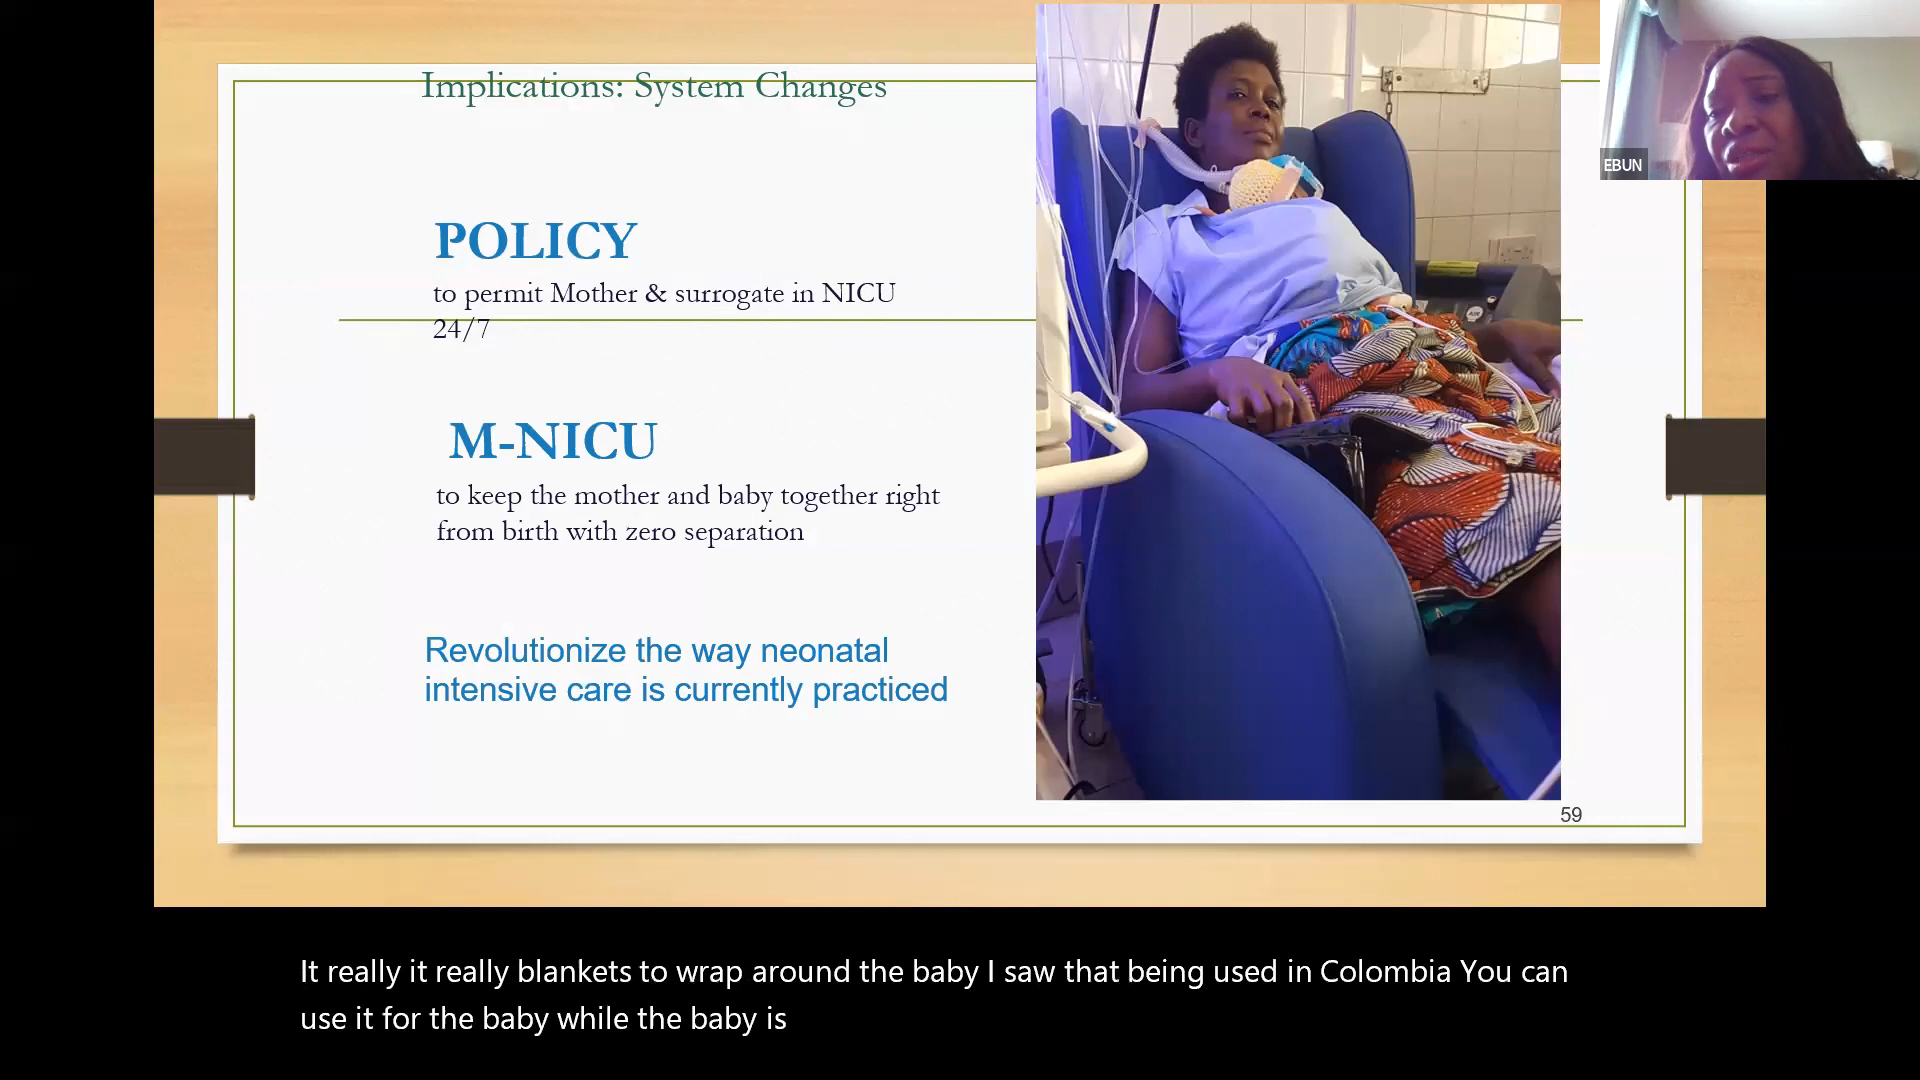 Implications: System Changes
POLICY
to permit Mother & surrogate in NICU
24/7
M-NICU
to keep the mother and baby together right
from birth with zero separation
Revolutionize the way neonatal
intensive care is currently practiced
59
EBUN
It really it really blankets to wrap around the baby I saw that being used in Colombia You can
use it for the baby while the baby is